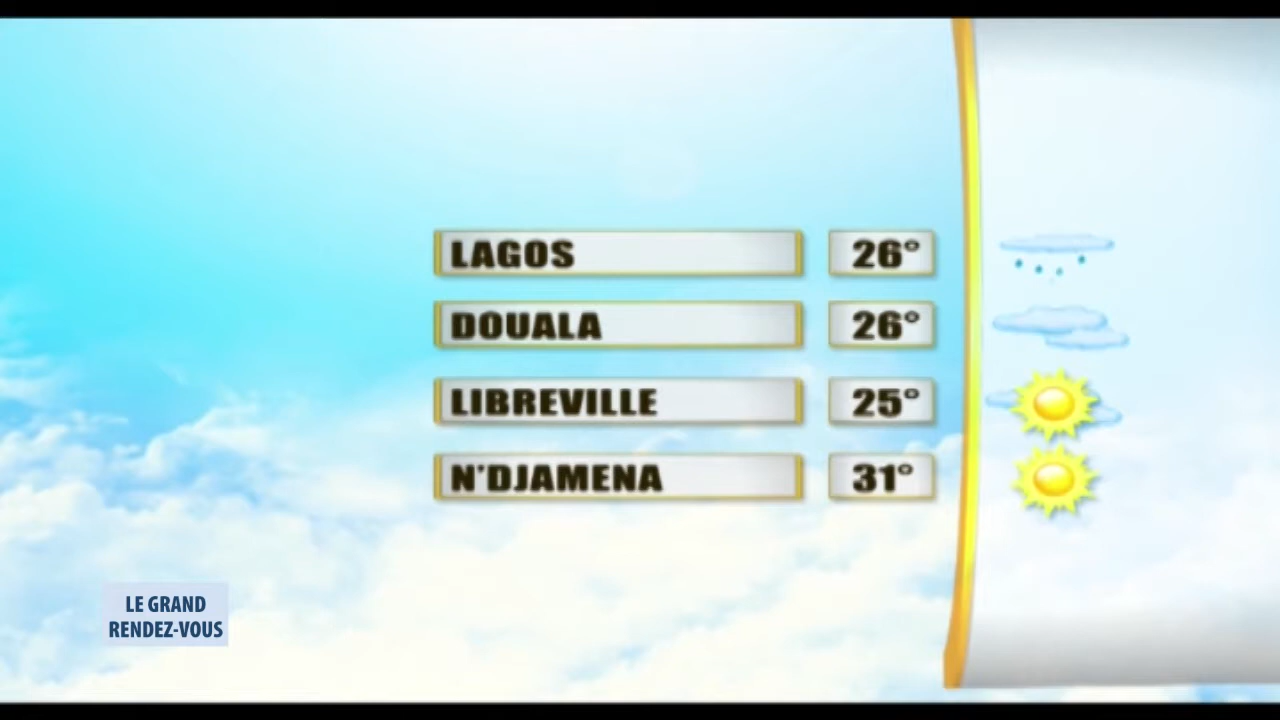 LAGOS 26°
DOUALA 26°
LIBREVILLE 25°
N'DJAMENA 31°
LE GRAND
RENDEZ-VOUS